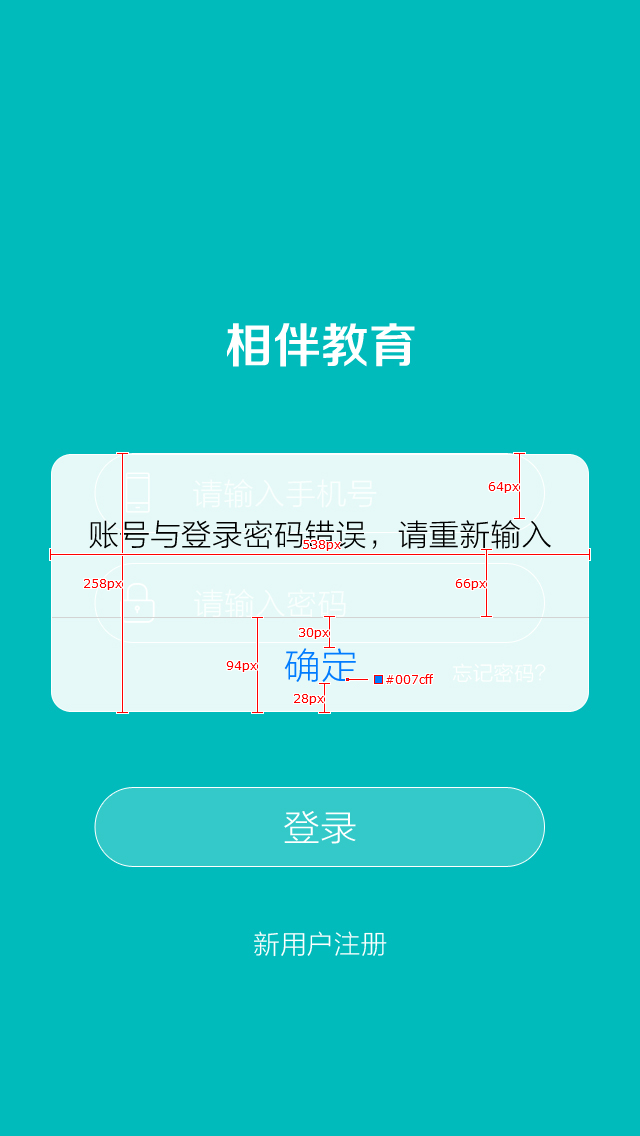 相伴教育
请输入手机号
64px
账号与登录密码错误，请重新输入
538px
258px
66px
请输入密码
30px
94px
确定
忘记密码?
#007cff
28px
登录
新用户注册